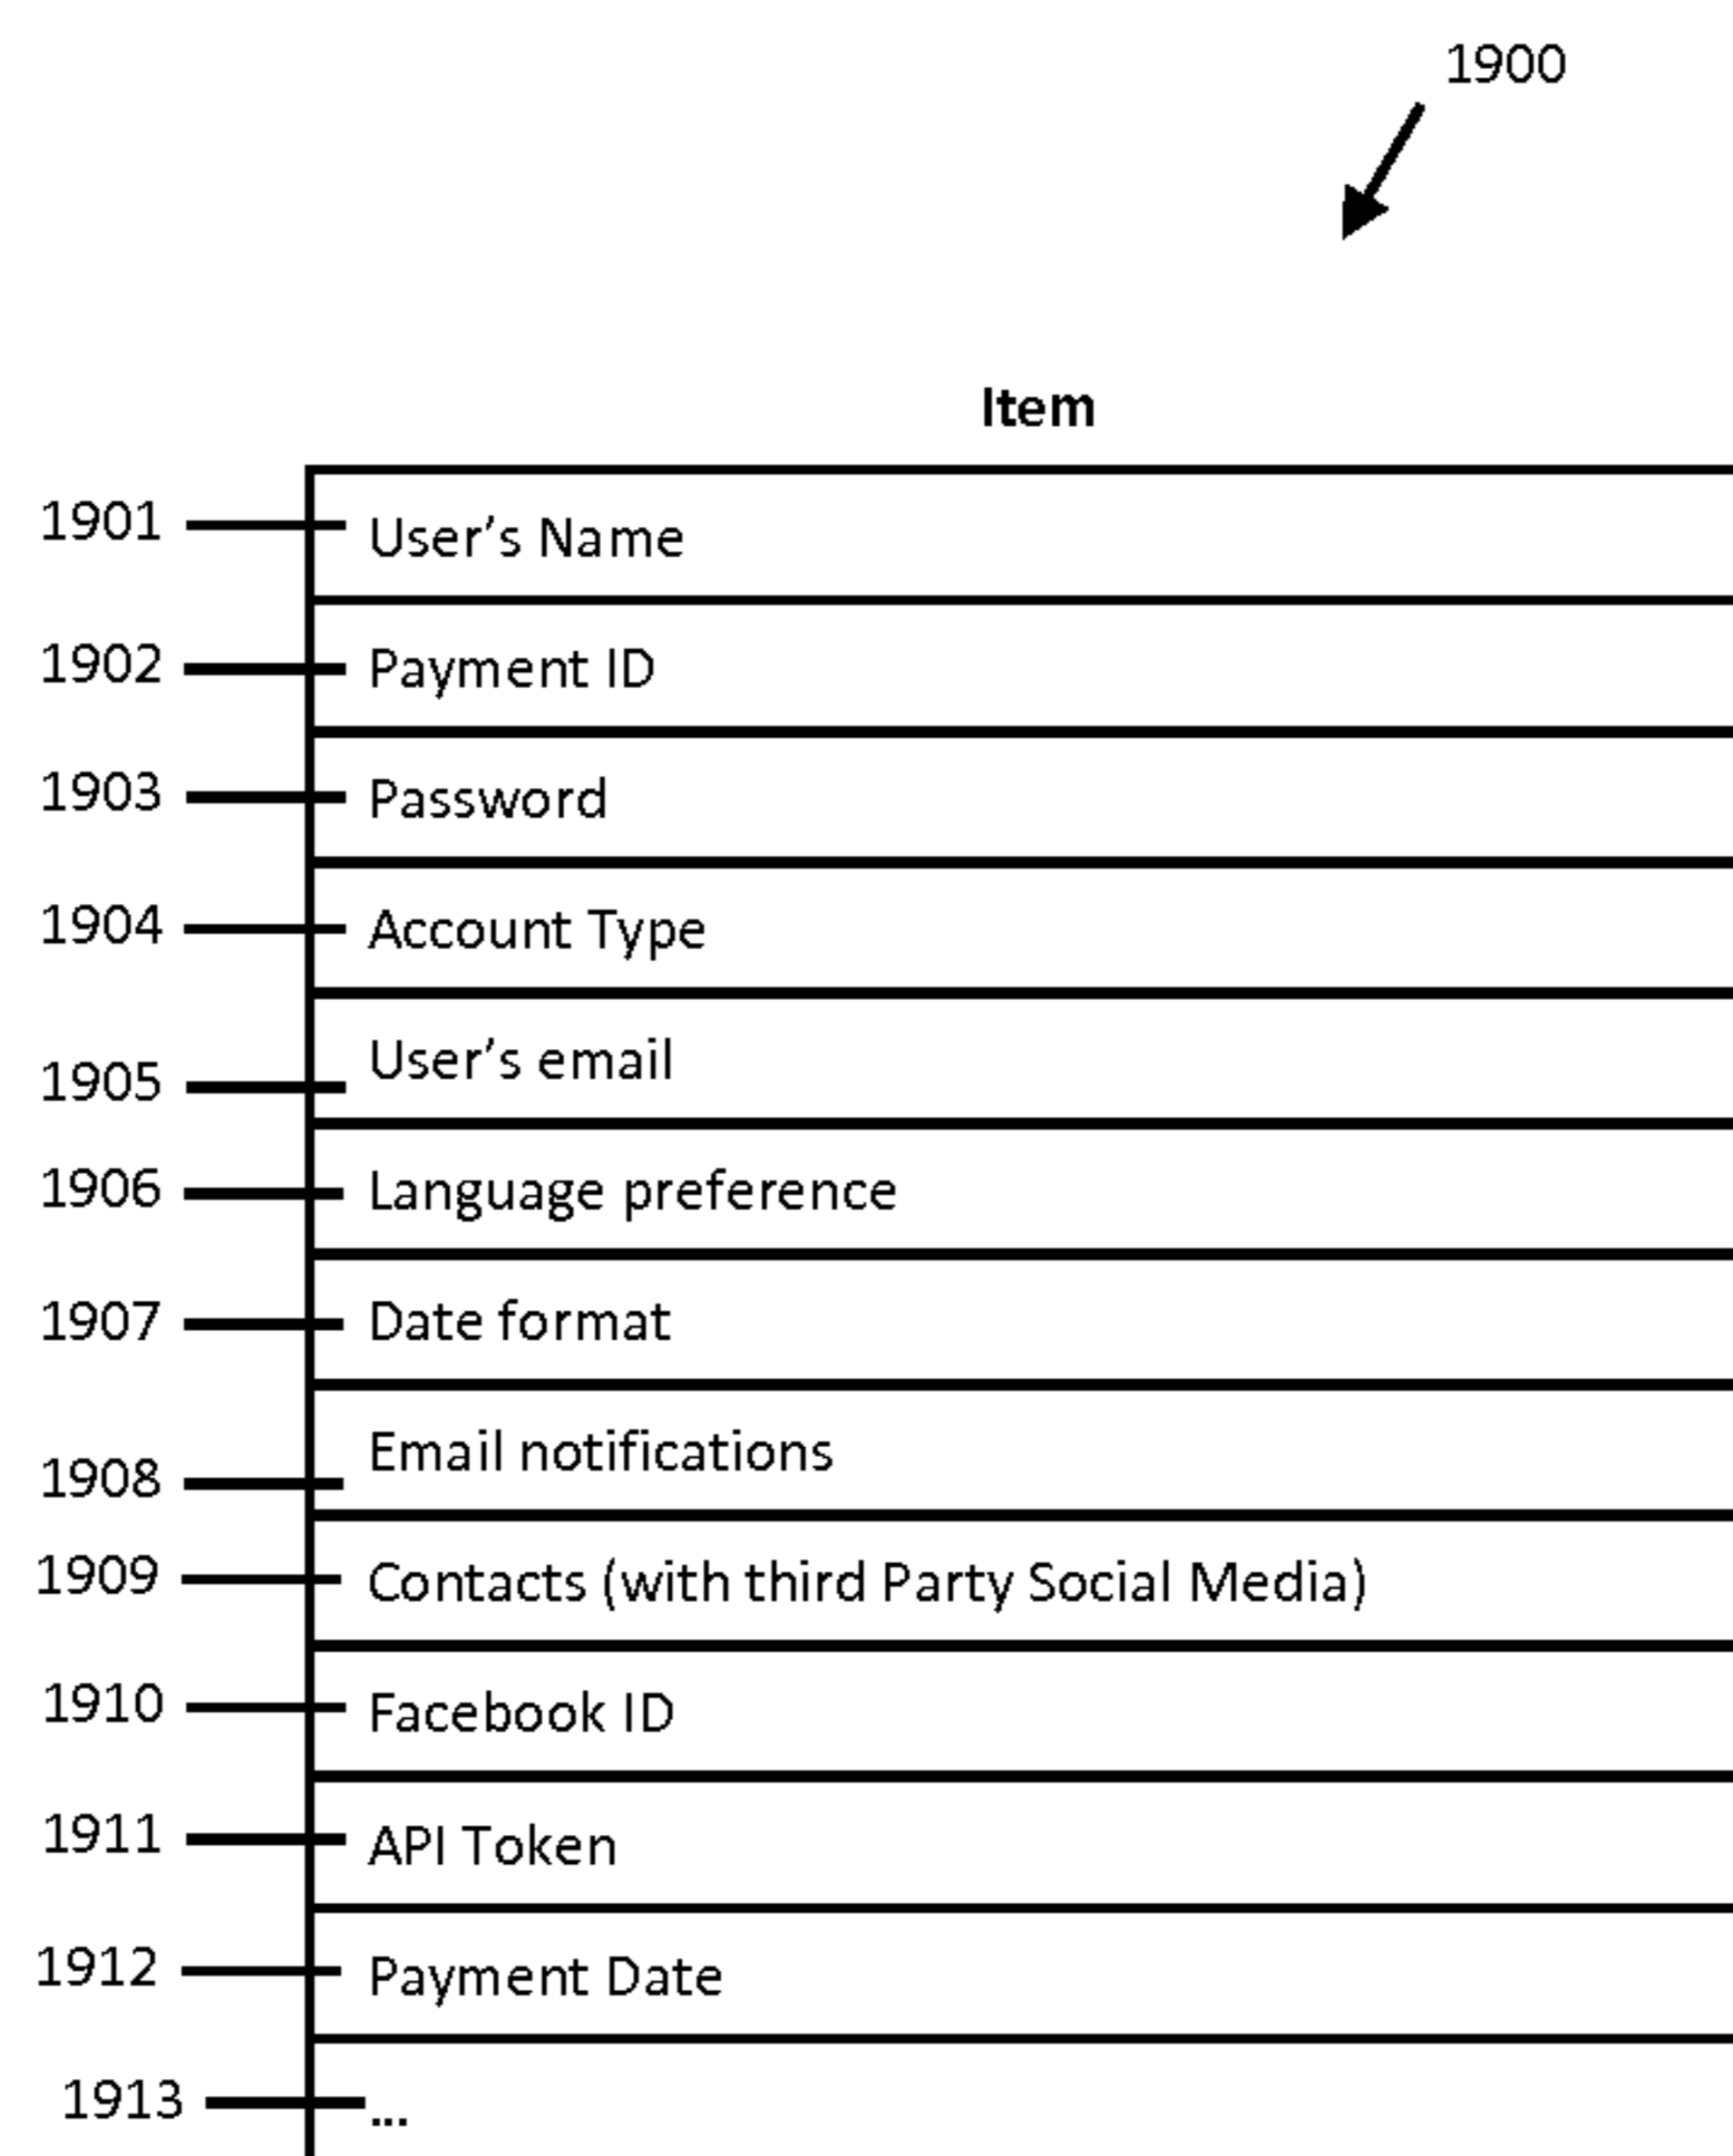 1900
Item
1901 User’s Name
1902 Payment ID
1903 Password
1904 Account Type
1905 User’s email
1906 Language preference
1907 Date format
1908 Email notifications
1909 Contacts (with third Party Social Media)
1910 Facebook ID
1911 API Token
1912 Payment Date
1913 ...